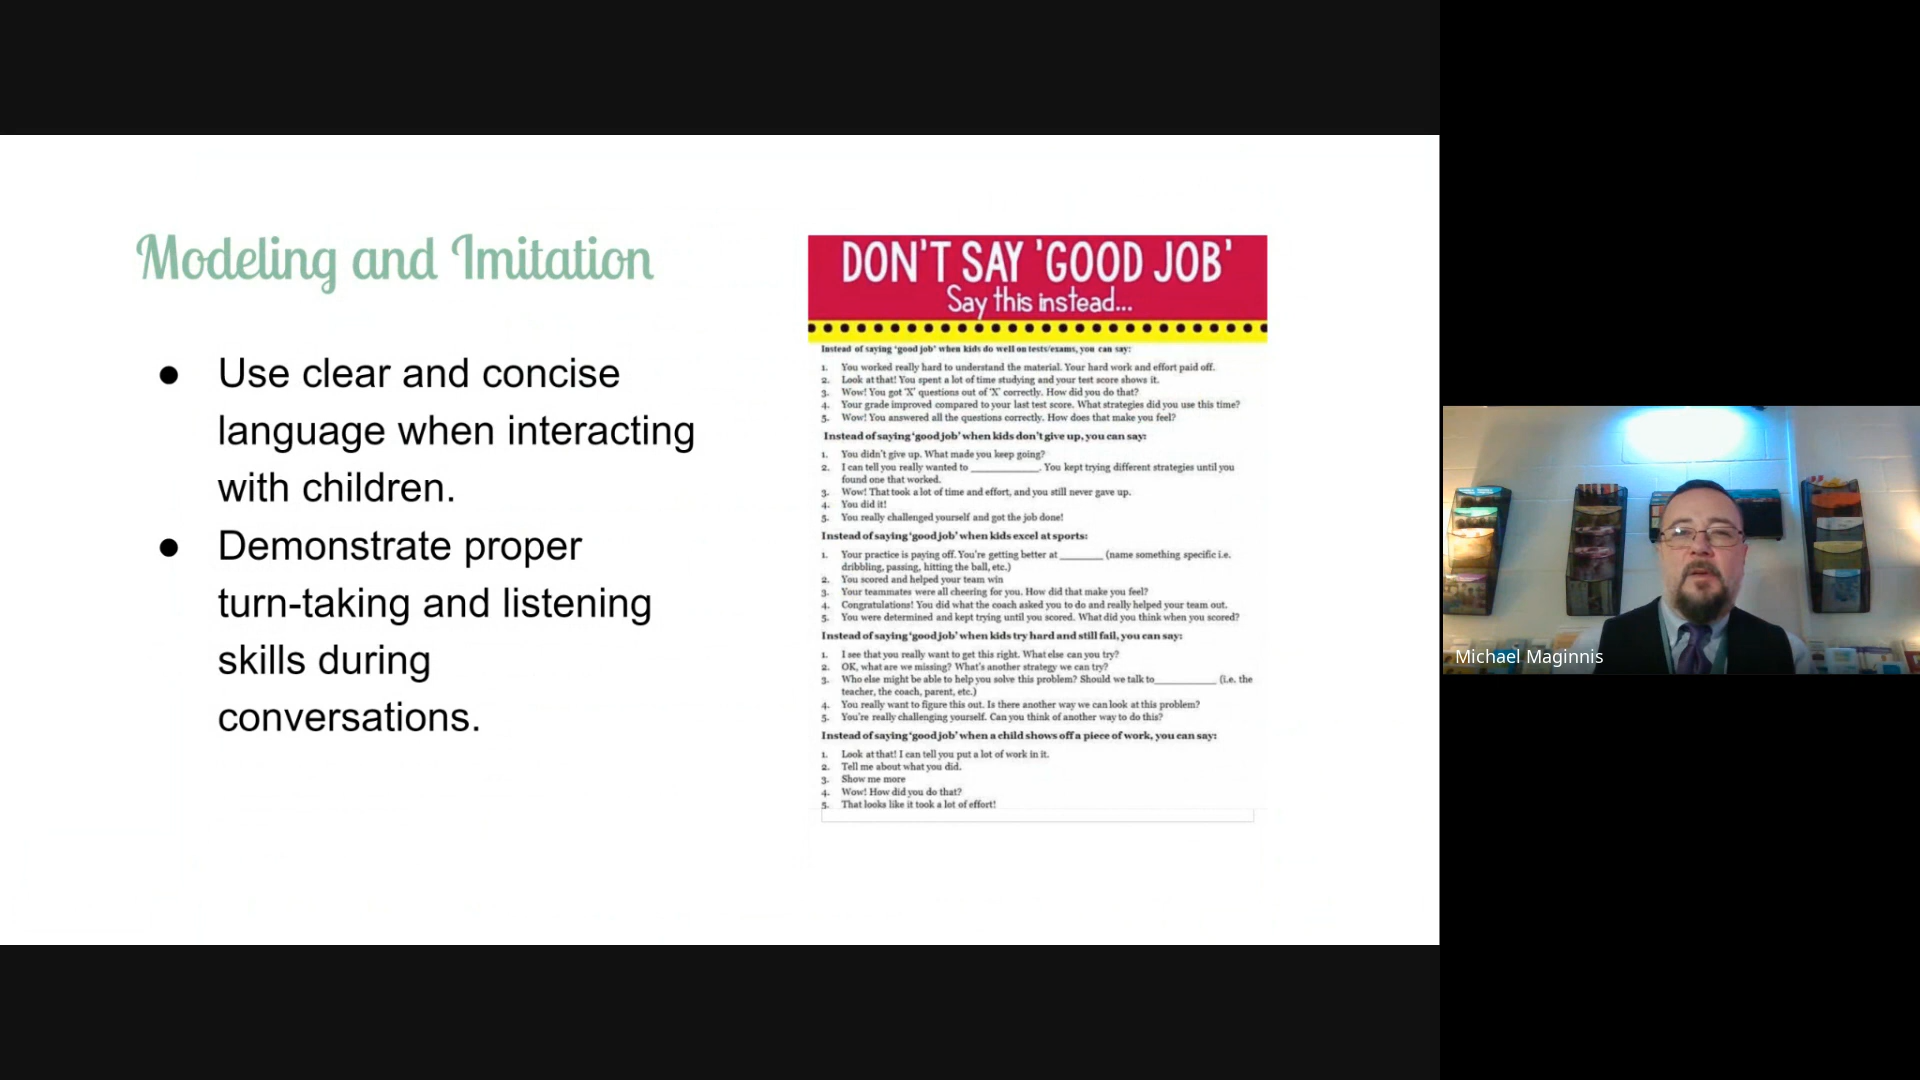 Modeling and Imitation
● Use clear and concise
language when interacting
with children.
● Demonstrate proper
turn-taking and listening
skills during
conversations.
DON'T SAY 'GOOD JOB'
Say this instead...
Instead of saying 'good job' when kids do well on tests/exams, you can say:
1. You worked really hard to understand the material. Your hard work and effort paid off.
2. Look at that! You spent a lot of time studying and your test score shows it.
3. Wow! You got 'X' questions out of 'X' correctly. How did you do that?
4. Your grade improved compared to your last test score. What strategies did you use this time?
5. Wow! You answered all the questions correctly. How does that make you feel?
Instead of saying 'good job' when kids don't give up, you can say:
1. You didn't give up. What made you keep going?
2. I can tell you really wanted to ____________. You kept trying different strategies until you
found one that worked.
3. Wow! That took a lot of time and effort, and you still never gave up.
4. You did it!
5. You really challenged yourself and got the job done!
Instead of saying 'good job' when kids excel at sports:
1. Your practice is paying off. You're getting better at ________ (name something specific i.e.
dribbling, passing, hitting the ball, etc.)
2. You scored and helped your team win
3. Your teammates were all cheering for you. How did that make you feel?
4. Congratulations! You did what the coach asked you to do and really helped your team out.
5. You were determined and kept trying until you scored. What did you think when you scored?
Instead of saying 'good job' when kids try hard and still fail, you can say:
1. I see that you really want to get this right. What else can you try?
2. OK, what are we missing? What's another strategy we can try?
3. Who else might be able to help you solve this problem? Should we talk to___________ (i.e. the
teacher, the coach, parent, etc.)
4. You really want to figure this out. Is there another way we can look at this problem?
5. You're really challenging yourself. Can you think of another way to do this?
Instead of saying 'good job' when a child shows off a piece of work, you can say:
1. Look at that! I can tell you put a lot of work in it.
2. Tell me about what you did.
3. Show me more
4. Wow! How did you do that?
5. That looks like it took a lot of effort!
Michael Maginnis